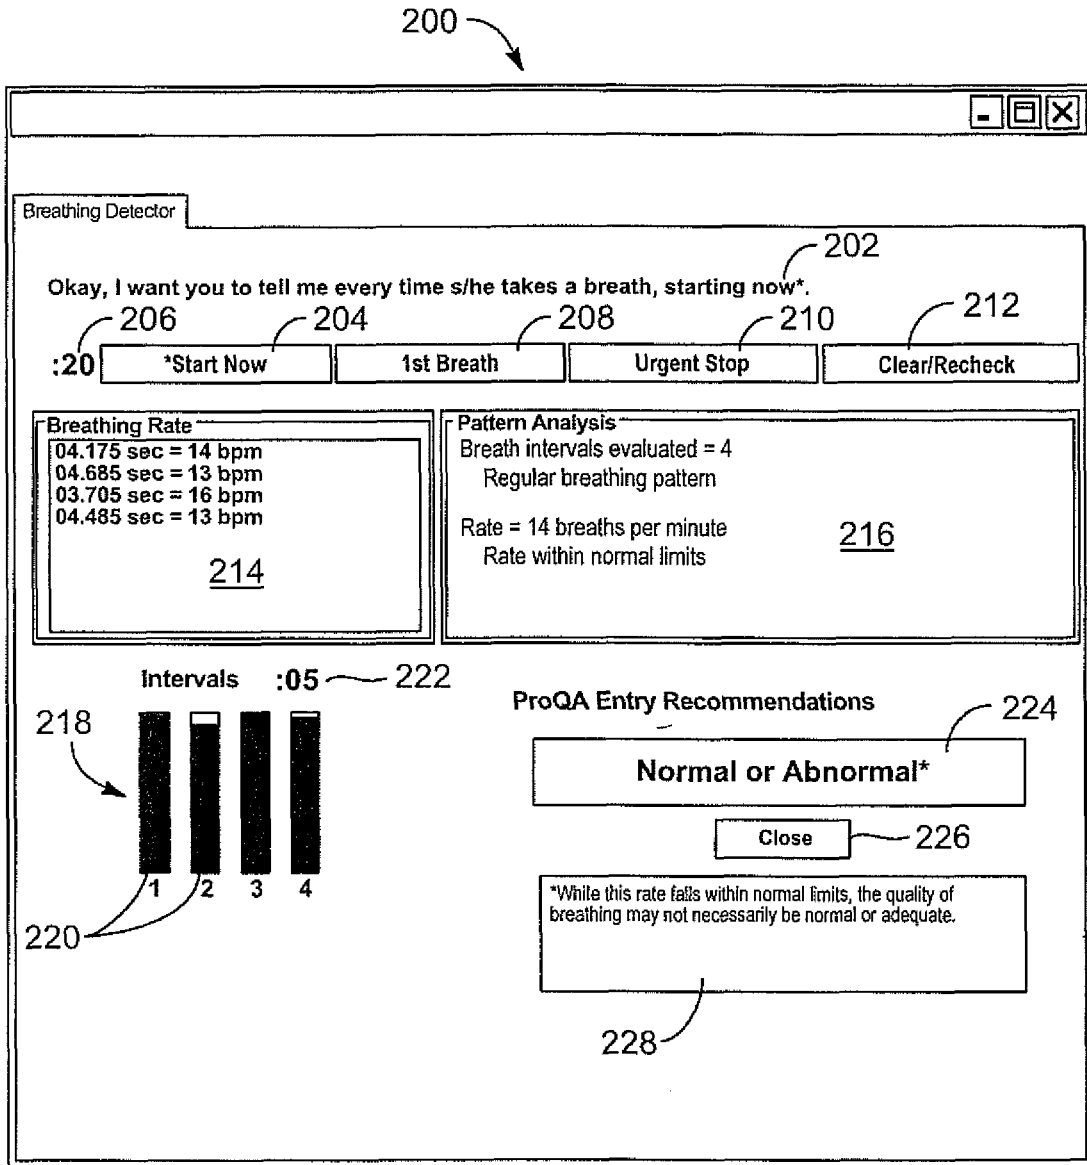 200
Breathing Detector
202
Okay, I want you to tell me every time s/he takes a breath, starting now*.
206 204 208 210 212
:20 *Start Now 1st Breath Urgent Stop Clear/Recheck
Breathing Rate
04.175 sec = 14 bpm
04.685 sec = 13 bpm
03.705 sec = 16 bpm
04.485 sec = 13 bpm
214
Pattern Analysis
Breath intervals evaluated = 4
Regular breathing pattern
Rate = 14 breaths per minute
Rate within normal limits
216
Intervals :05 222
218
1 2 3 4
220
ProQA Entry Recommendations
224
Normal or Abnormal*
Close 226
*While this rate falls within normal limits, the quality of
breathing may not necessarily be normal or adequate.
228